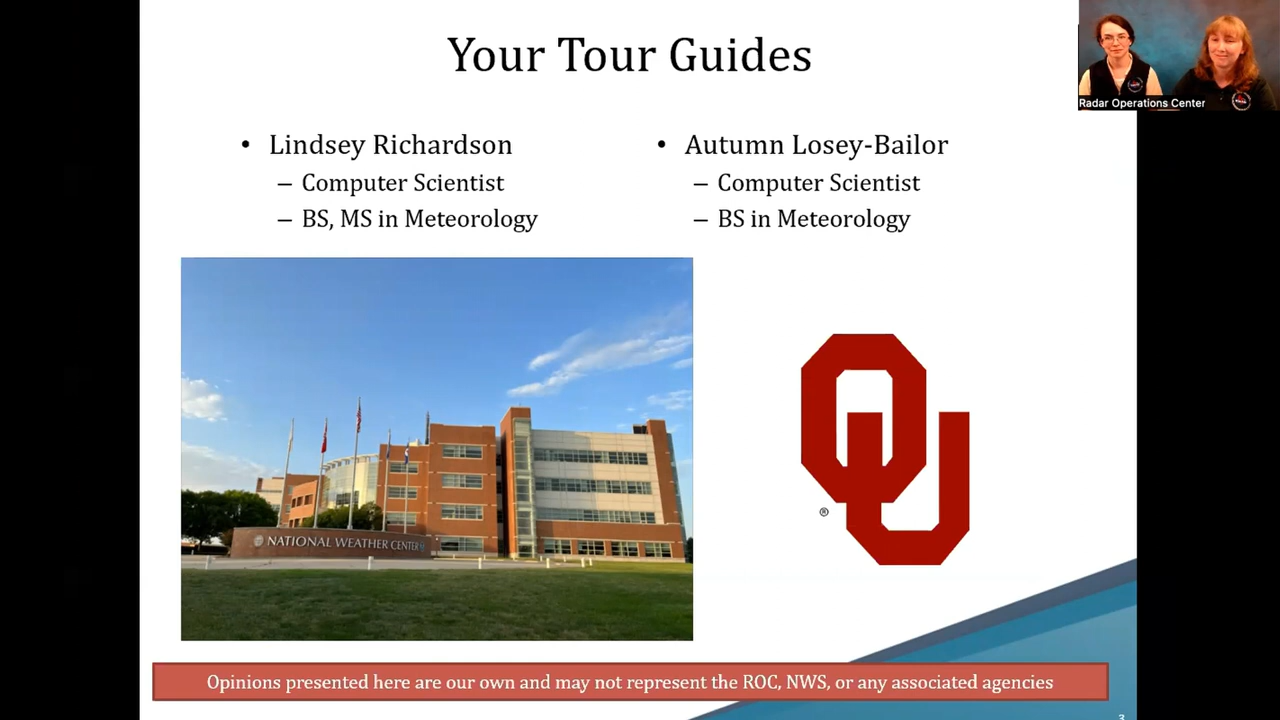 Your Tour Guides
Radar Operations Center
• Lindsey Richardson
– Computer Scientist
– BS, MS in Meteorology
• Autumn Losey-Bailor
– Computer Scientist
– BS in Meteorology
NATIONAL WEATHER CENTER
OU
®
Opinions presented here are our own and may not represent the ROC, NWS, or any associated agencies
3